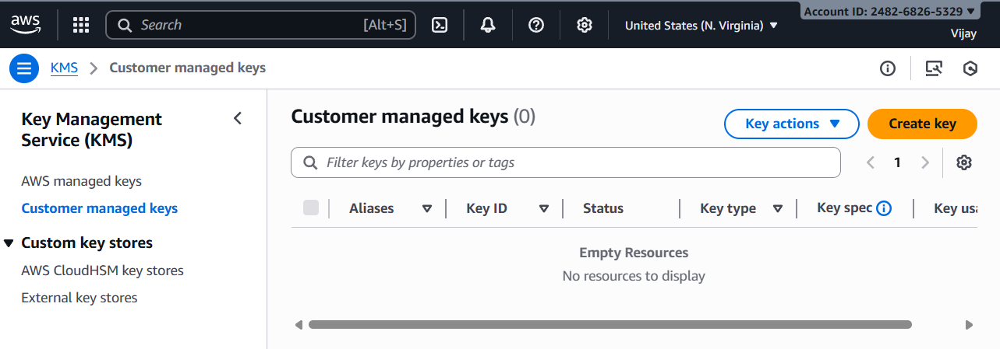 aws
Search [Alt+S]
United States (N. Virginia)
Account ID: 2482-6826-5329
Vijay
KMS
Customer managed keys
Key Management
Service (KMS)
AWS managed keys
Customer managed keys
Custom key stores
AWS CloudHSM key stores
External key stores
Customer managed keys (0)
Key actions
Create key
Filter keys by properties or tags
1
Aliases Key ID Status Key type Key spec Key usa
Empty Resources
No resources to display